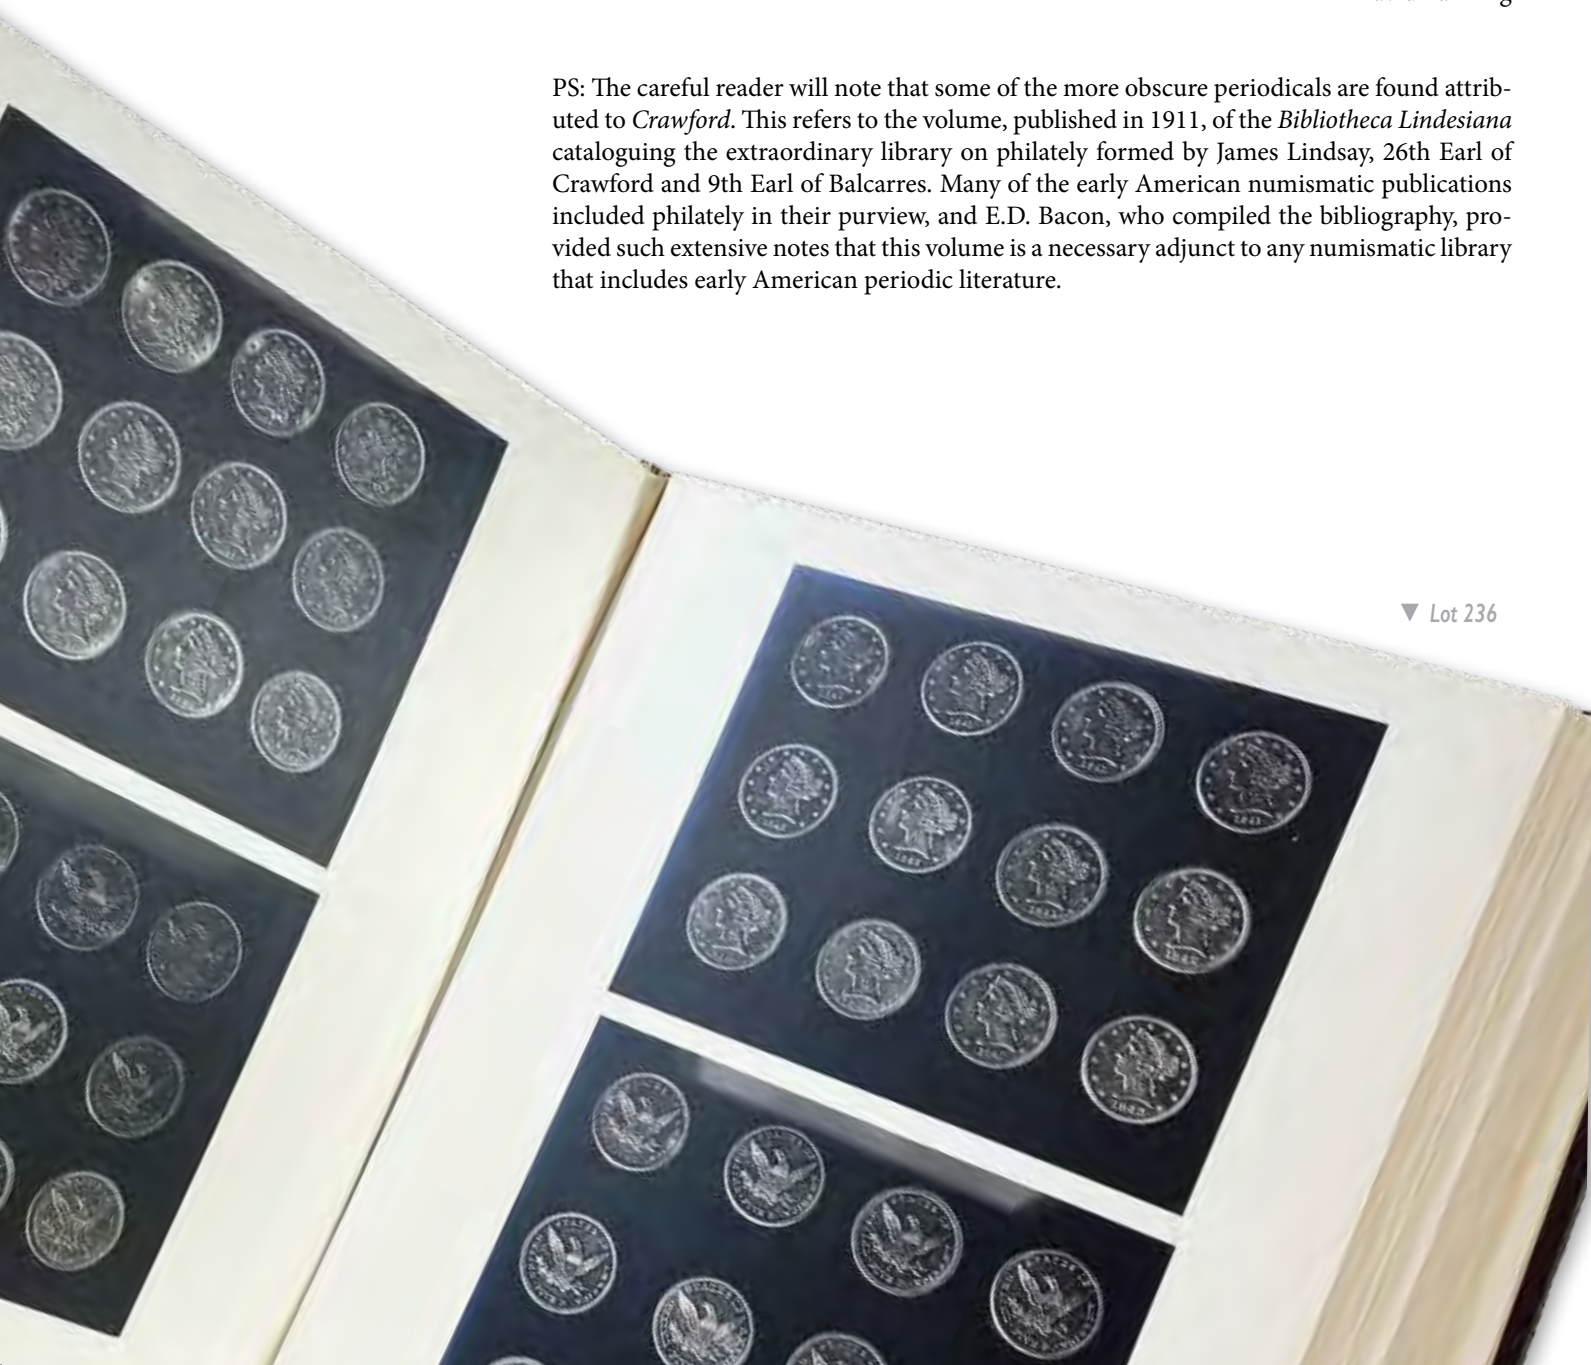 PS: The careful reader will note that some of the more obscure periodicals are found attrib-
uted to Crawford. This refers to the volume, published in 1911, of the Bibliotheca Lindesiana
cataloguing the extraordinary library on philately formed by James Lindsay, 26th Earl of
Crawford and 9th Earl of Balcarres. Many of the early American numismatic publications
included philately in their purview, and E.D. Bacon, who compiled the bibliography, pro-
vided such extensive notes that this volume is a necessary adjunct to any numismatic library
that includes early American periodic literature.
▼ Lot 236